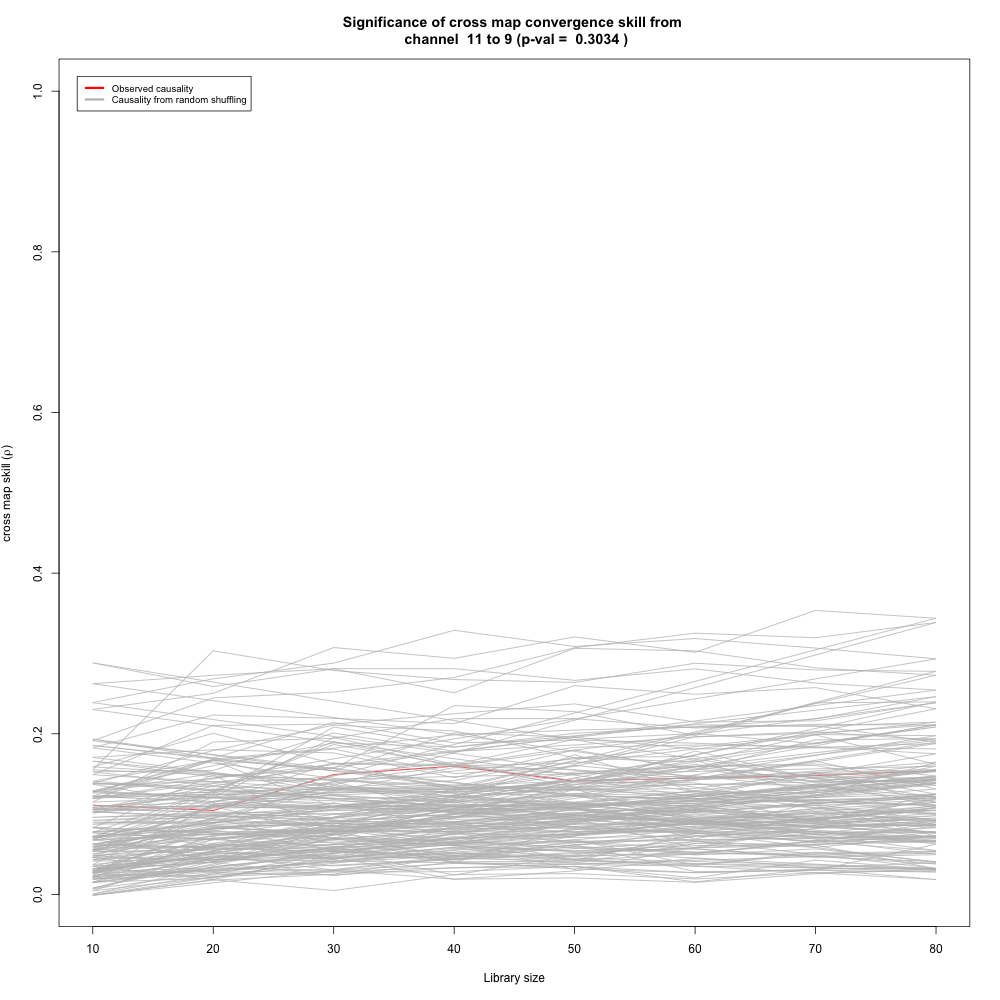 Significance of cross map convergence skill from
channel  11 to 9 (p-val =  0.3034 )
Observed causality
Causality from random shuffling
1.0
0.8
0.6
0.4
0.2
0.0
cross map skill (ρ)
10 20 30 40 50 60 70 80
Library size